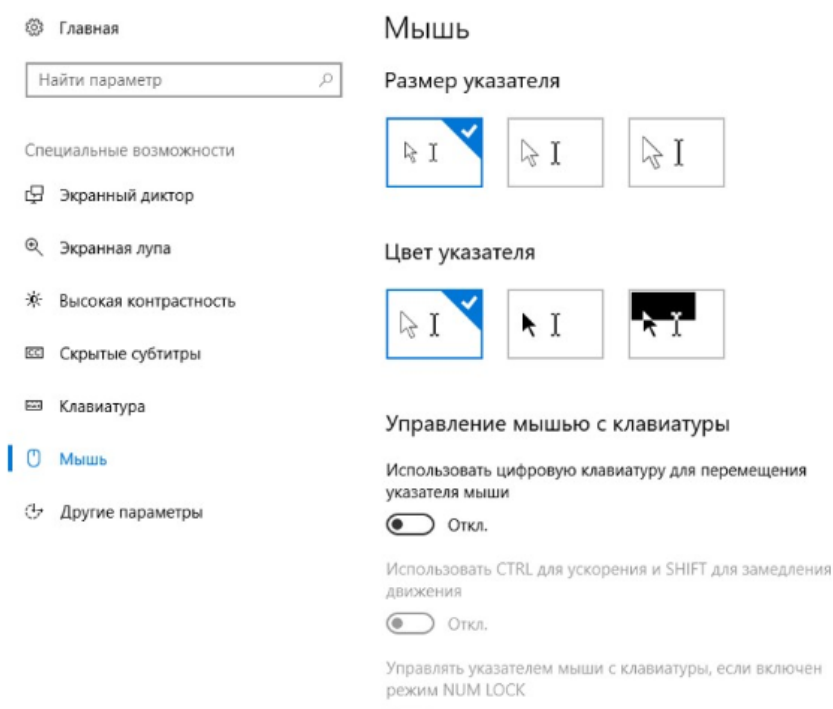 Главная
Найти параметр
Специальные возможности
Экранный диктор
Экранная лупа
Высокая контрастность
Скрытые субтитры
Клавиатура
Мышь
Другие параметры
Мышь
Размер указателя
Цвет указателя
Управление мышью с клавиатуры
Использовать цифровую клавиатуру для перемещения
указателя мыши
Откл.
Использовать CTRL для ускорения и SHIFT для замедления
движения
Откл.
Управлять указателем мыши с клавиатуры, если включен
режим NUM LOCK